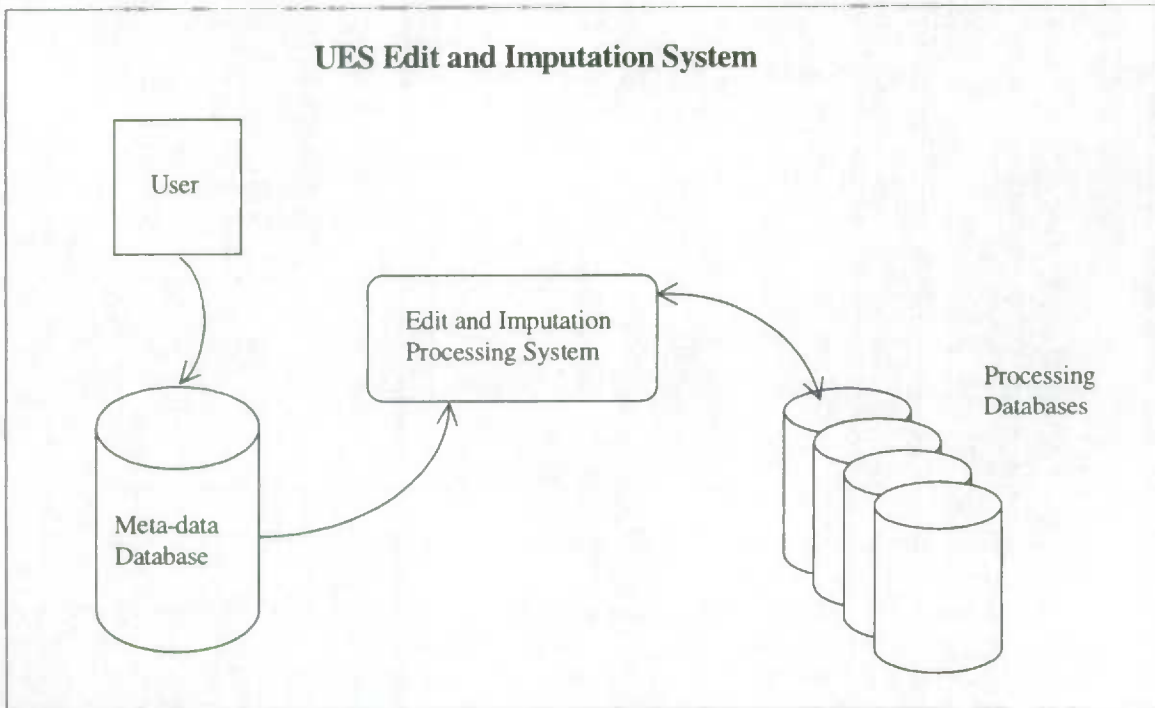 UES Edit and Imputation System
User
Edit and Imputation
Processing System
Processing
Databases
Meta-data
Database